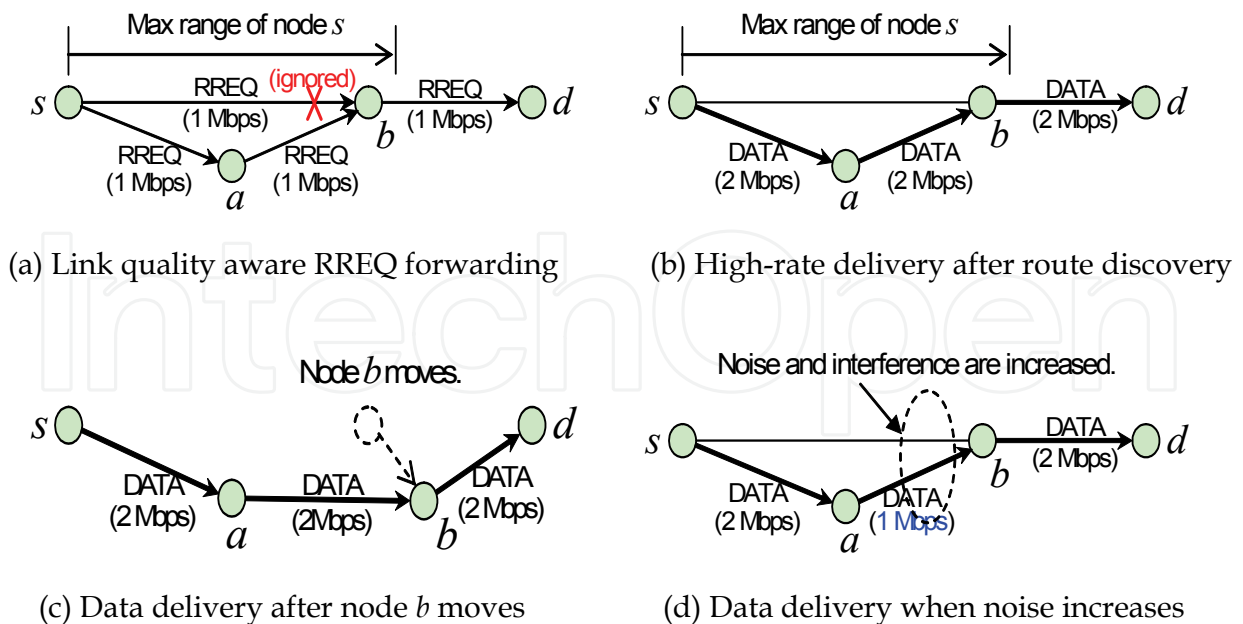 Max range of node s
(ignored)
RREQ
(1 Mbps)
RREQ
(1 Mbps)
s
b
d
RREQ
(1 Mbps)
RREQ
(1 Mbps)
a
(a) Link quality aware RREQ forwarding
Max range of node s
DATA
(2 Mbps)
s
b
d
DATA
(2 Mbps)
DATA
(2 Mbps)
a
(b) High-rate delivery after route discovery
IntechOpen
Node b moves.
s
d
DATA
(2 Mbps)
DATA
(2Mbps)
DATA
(2 Mbps)
a
b
(c) Data delivery after node b moves
Noise and interference are increased.
s
DATA
(2 Mbps)
d
b
DATA
(2 Mbps)
DATA
(1 Mbps)
a
(d) Data delivery when noise increases